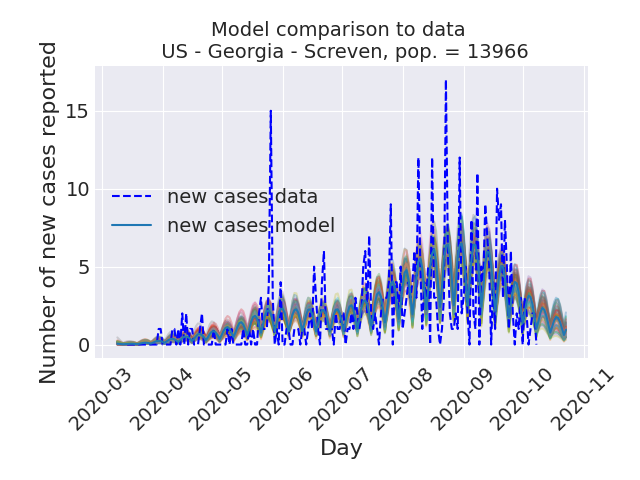 Model comparison to data
US - Georgia - Screven, pop. = 13966
Number of new cases reported
15
10
5
0
new cases data
new cases model
2020-03
2020-04
2020-05
2020-06
2020-07
2020-08
2020-09
2020-10
2020-11
Day